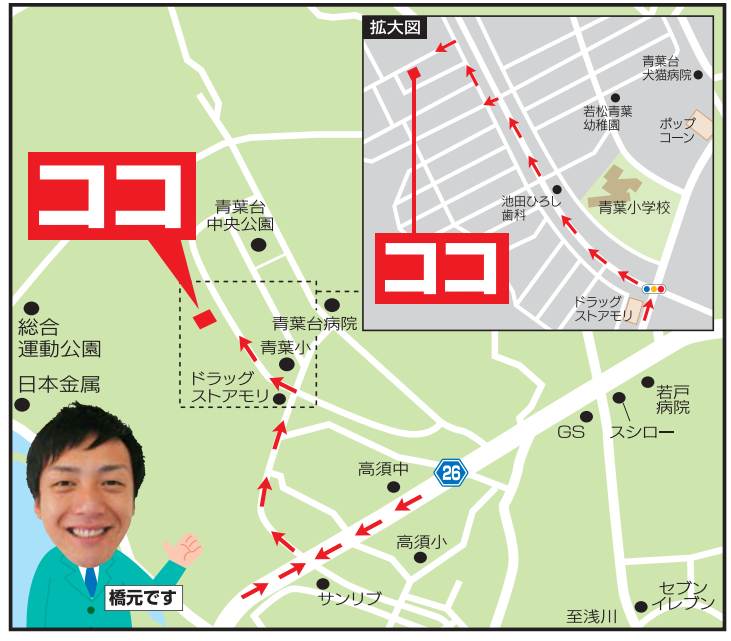 拡大図
青葉台
犬猫病院
若松青葉
幼稚園
ポップ
コーン
池田ひろし
歯科
青葉小学校
ココ
ドラッグ
ストアモリ
ココ
青葉台
中央公園
総合
運動公園
青葉台病院
青葉小
日本金属
ドラッグ
ストアモリ
若戸
病院
GS
スシロー
高須中
26
高須小
サンリブ
橋元です
セブン
イレブン
至浅川